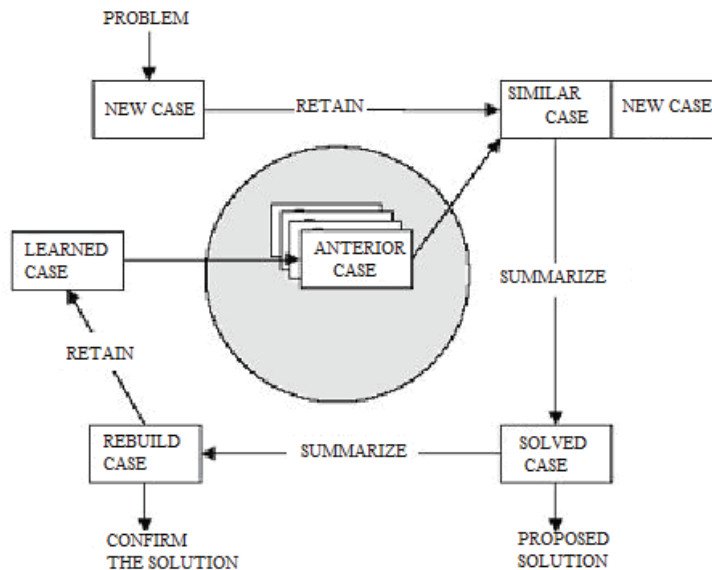 PROBLEM
NEW CASE
RETAIN
SIMILAR
CASE
NEW CASE
LEARNED
CASE
ANTERIOR
CASE
SUMMARIZE
RETAIN
REBUILD
CASE
SUMMARIZE
SOLVED
CASE
CONFIRM
THE SOLUTION
PROPOSED
SOLUTION